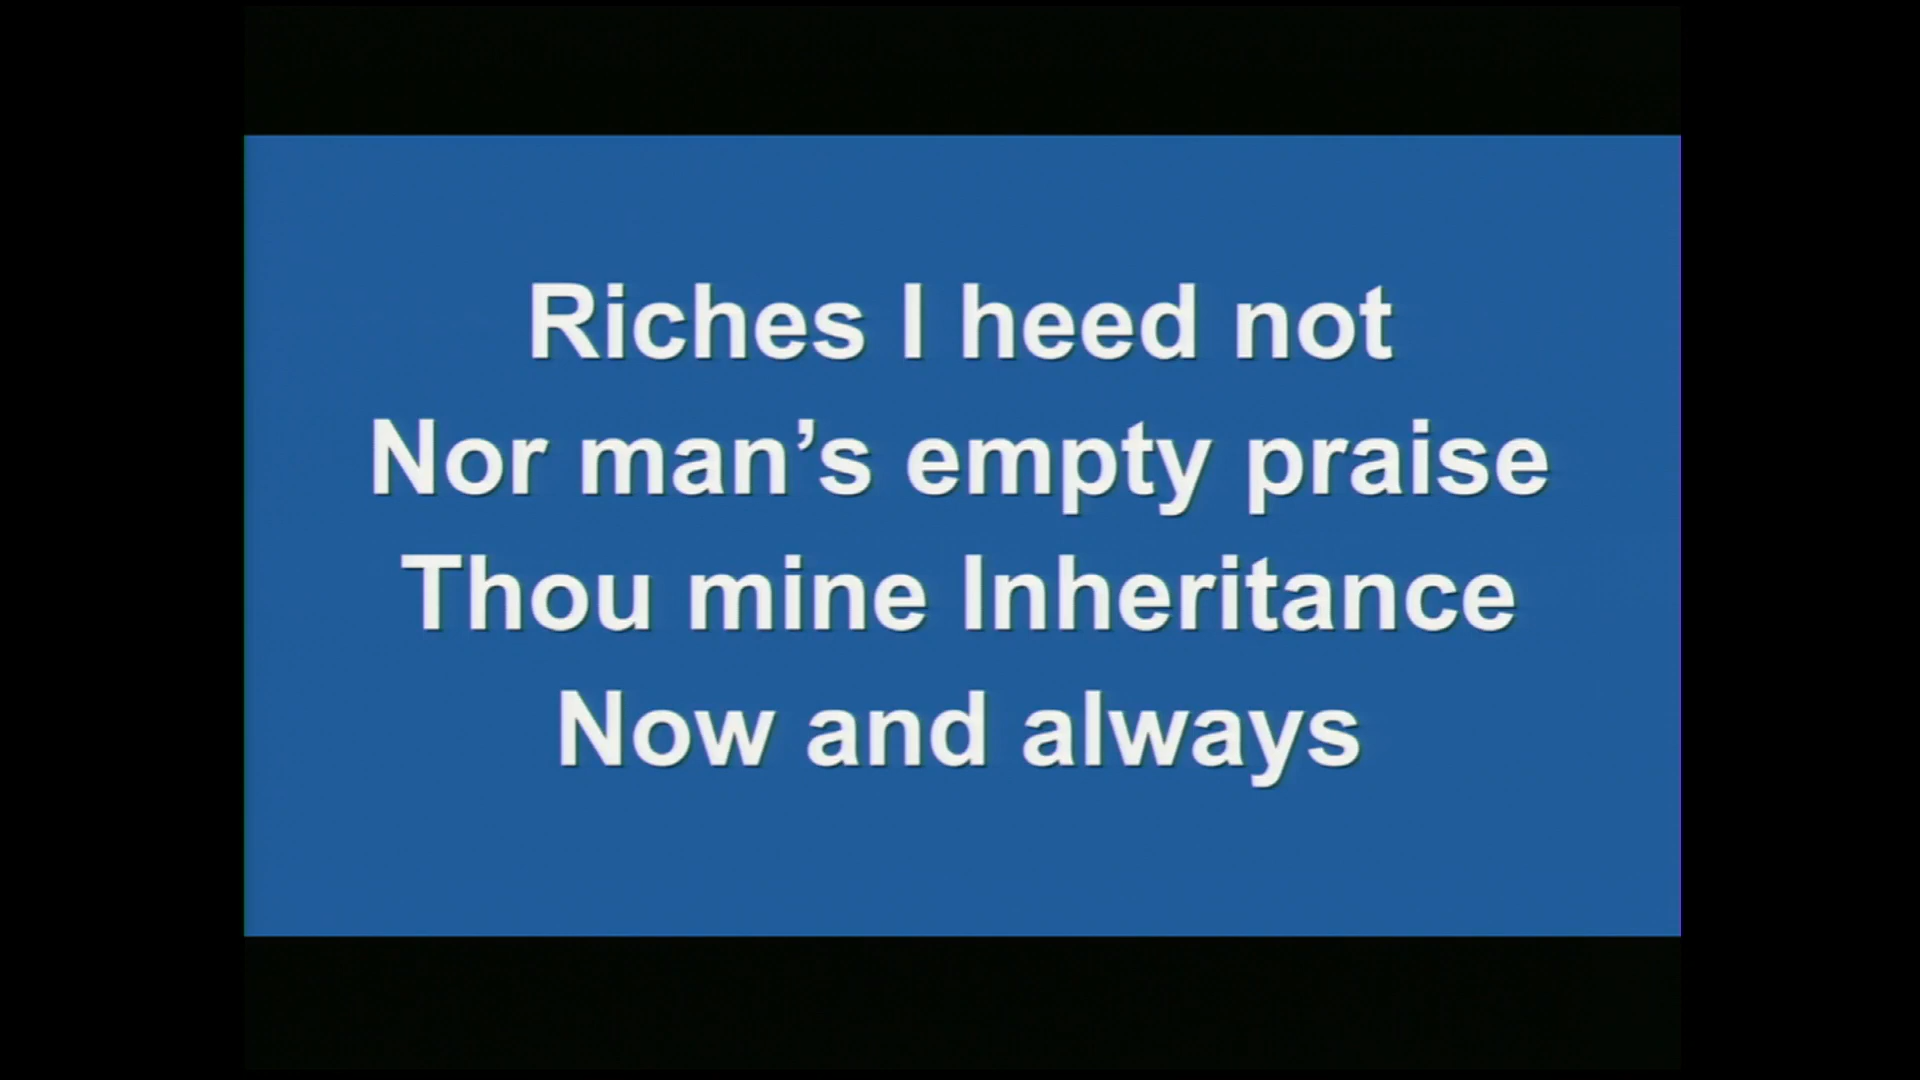 Riches I heed not
Nor man’s empty praise
Thou mine Inheritance
Now and always